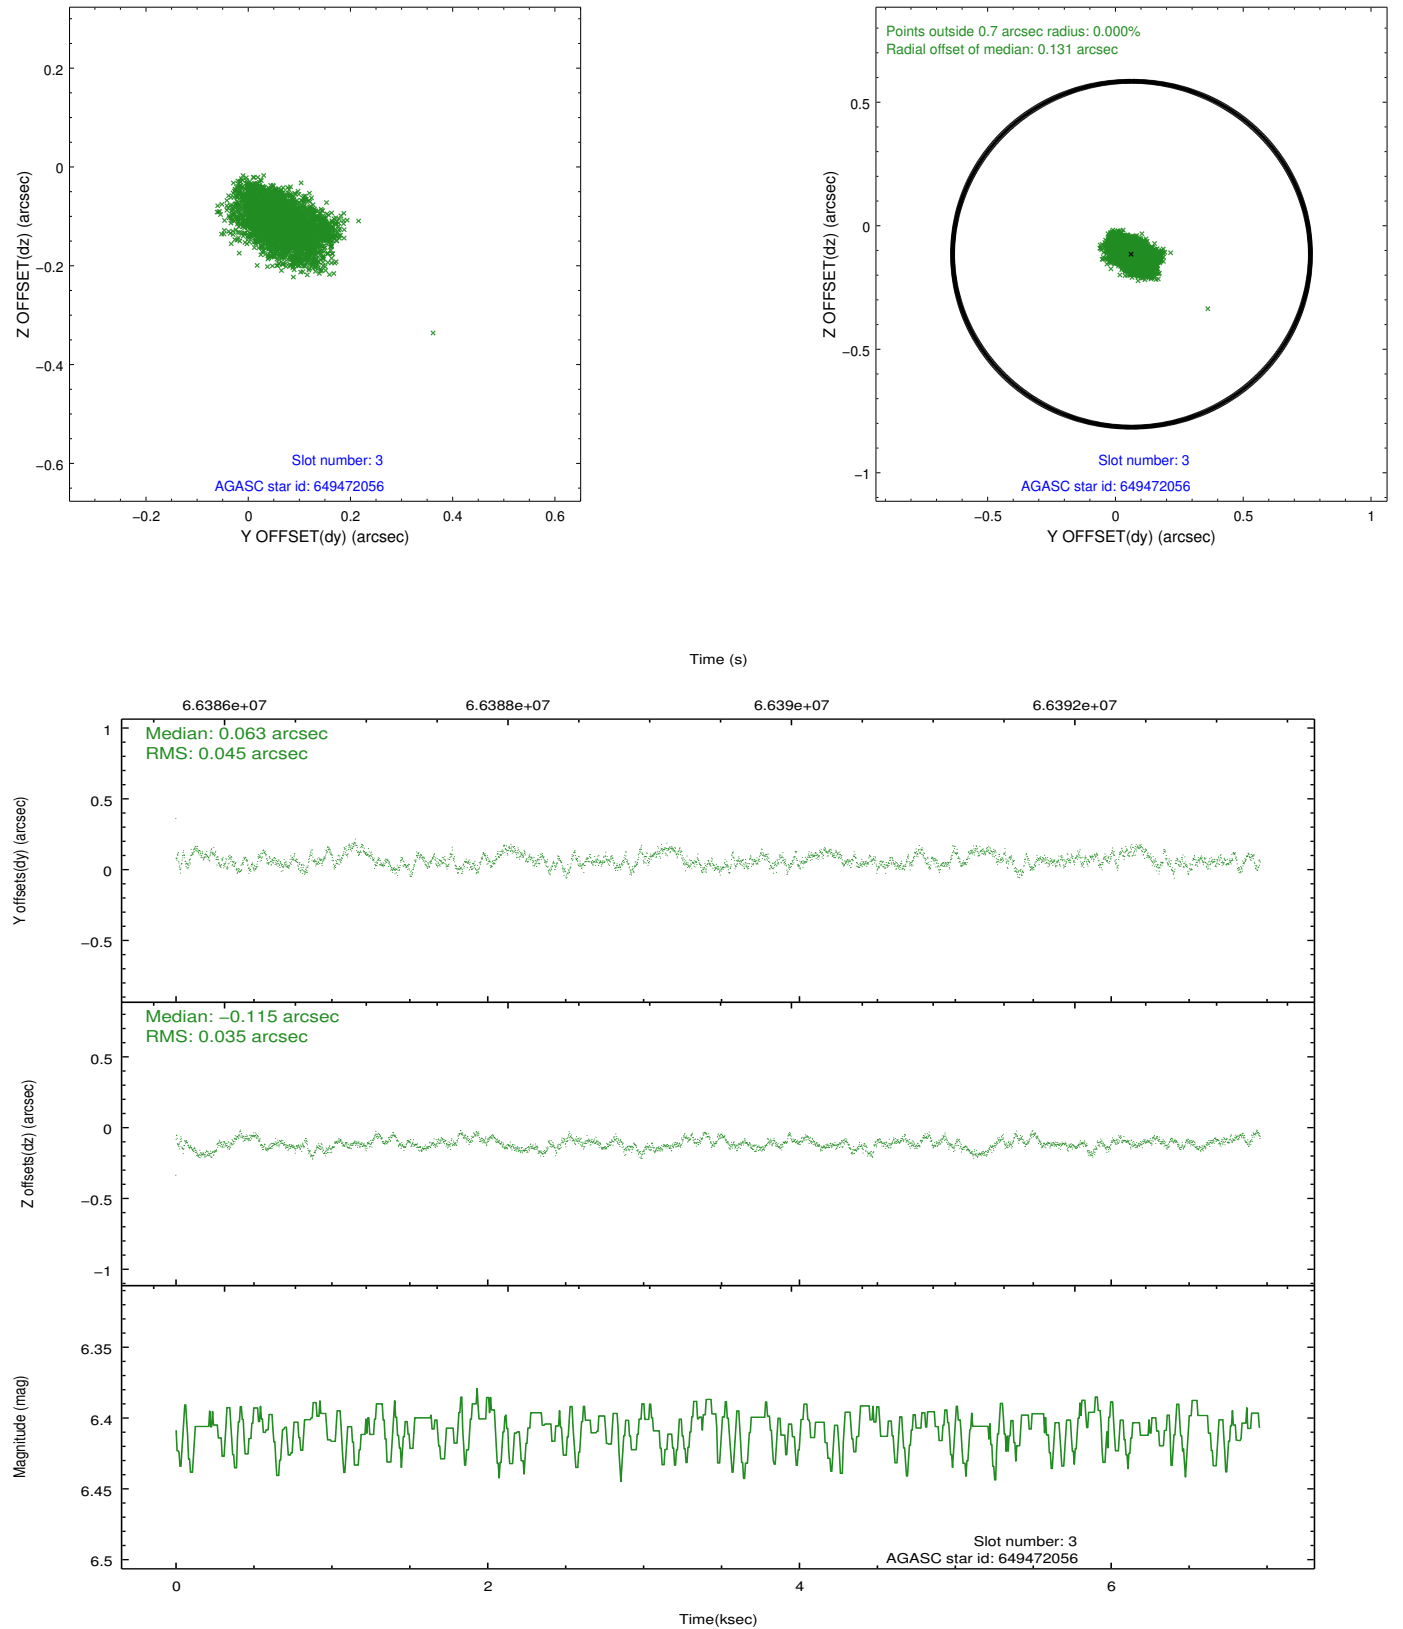 0.2
0
−0.2
−0.4
−0.6
Z OFFSET(dz) (arcsec)
Slot number: 3
AGASC star id: 649472056
−0.2 0 0.2 0.4 0.6
Y OFFSET(dy) (arcsec)
Points outside 0.7 arcsec radius: 0.000%
Radial offset of median: 0.131 arcsec
0.5
0
−0.5
−1
Z OFFSET(dz) (arcsec)
Slot number: 3
AGASC star id: 649472056
−0.5 0 0.5 1
Y OFFSET(dy) (arcsec)
Time (s)
6.6386e+07 6.6388e+07 6.639e+07 6.6392e+07
Median: 0.063 arcsec
RMS: 0.045 arcsec
1
0.5
0
−0.5
Y offsets(dy) (arcsec)
Median: −0.115 arcsec
RMS: 0.035 arcsec
0.5
0
−0.5
−1
Z offsets(dz) (arcsec)
6.35
6.4
6.45
6.5
Magnitude (mag)
Slot number: 3
AGASC star id: 649472056
0 2 4 6
Time(ksec)